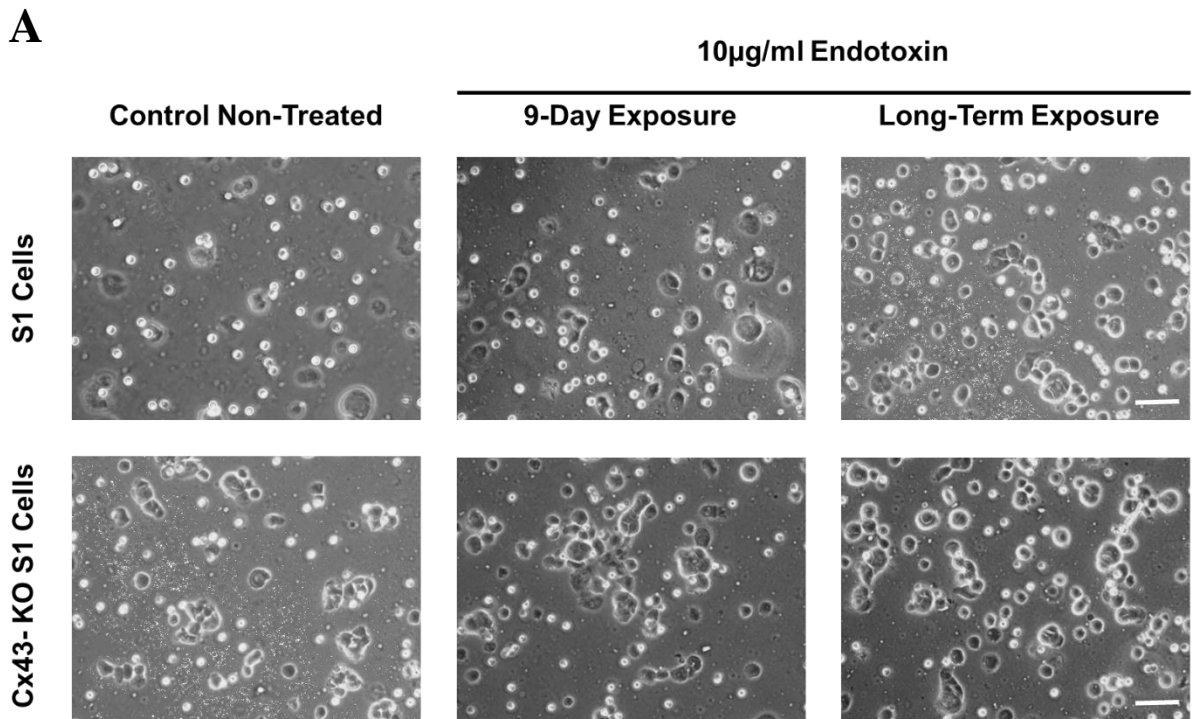 A
10µg/ml Endotoxin
Control Non-Treated
9-Day Exposure
Long-Term Exposure
S1 Cells
Cx43-KO S1 Cells